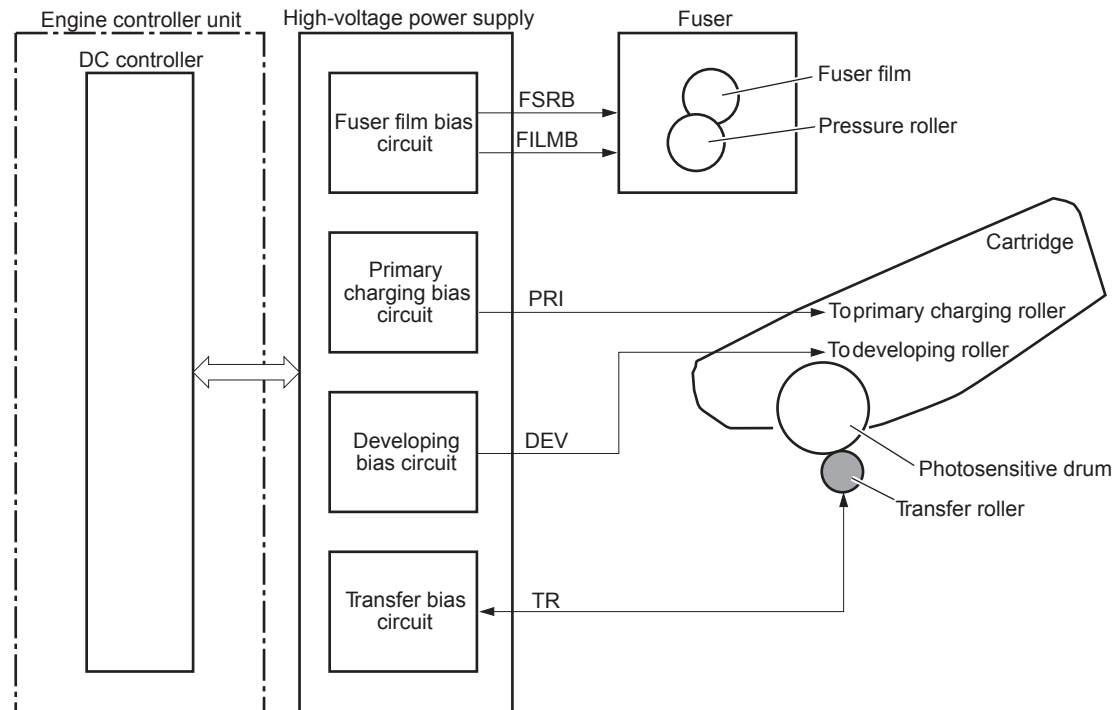 Engine controller unit
High-voltage power supply
Fuser
DC controller
Fuser film bias
circuit
FSRB
FILMB
Fuser film
Pressure roller
Primary
charging bias
circuit
PRI
Cartridge
To primary charging roller
To developing roller
Developing
bias circuit
DEV
Photosensitive drum
Transfer roller
Transfer bias
circuit
TR